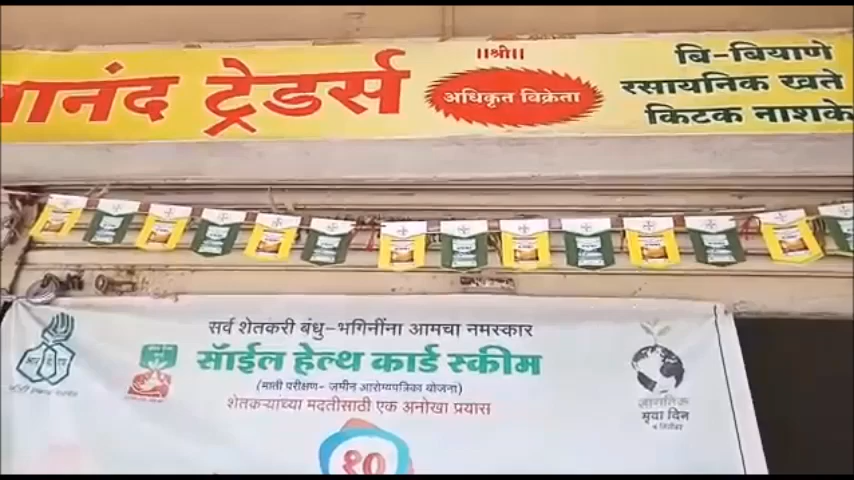 ॥श्री॥
ानंद ट्रेडर्स
अधिकृत विक्रेता
बि-बियाणे
रसायनिक खते
किटक नाशके
सर्व शेतकरी बंधु-भगिनींना आमचा नमस्कार
सॉईल हेल्थ कार्ड स्कीम
(माती परीक्षण- जमीन आरोग्यपत्रिका योजना)
शेतकऱ्यांच्या मदतीसाठी एक अनोखा प्रयास
१०
जागतिक
मृदा दिन